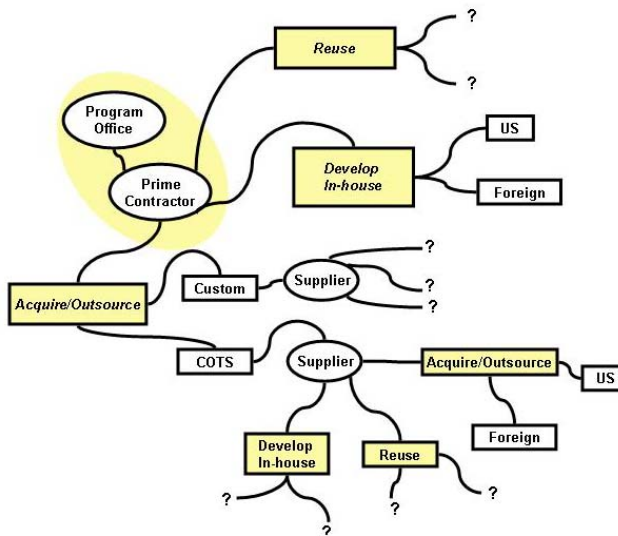 ?
Reuse
?
Program
Office
US
Develop
In-house
Prime
Contractor
Foreign
?
Supplier
Custom
?
?
Acquire/Outsource
COTS
Supplier
Acquire/Outsource
US
Foreign
Develop
In-house
Reuse
?
?
?
?